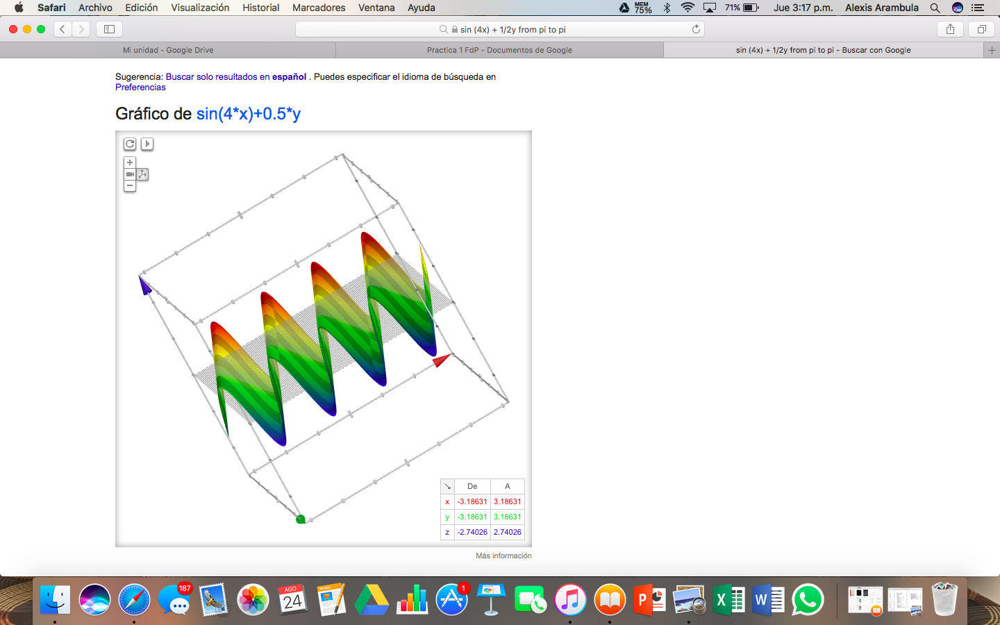 Safari Archivo Edición Visualización Historial Marcadores Ventana Ayuda MEM 75% 71% Jue 3:17 p.m. Alexis Arambula
sin (4x) + 1/2y from pi to pi
Mi unidad - Google Drive Practica 1 FdP - Documentos de Google sin (4x) + 1/2y from pi to pi - Buscar con Google
Sugerencia: Buscar solo resultados en español . Puedes especificar el idioma de búsqueda en
Preferencias
Gráfico de sin(4*x)+0.5*y
De A
x -3.18631 3.18631
y -3.18631 3.18631
z -2.74026 2.74026
Más información
187
AGO
24
PAGES
1
P X W